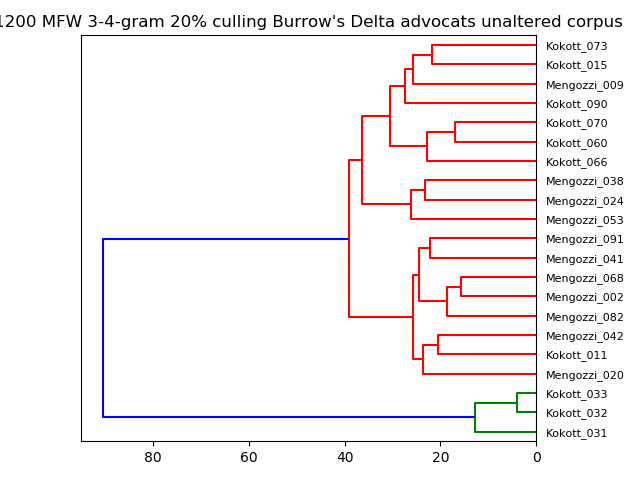 1200 MFW 3-4-gram 20% culling Burrow's Delta advocats unaltered corpus
Kokott_073
Kokott_015
Mengozzi_009
Kokott_090
Kokott_070
Kokott_060
Kokott_066
Mengozzi_038
Mengozzi_024
Mengozzi_053
Mengozzi_091
Mengozzi_041
Mengozzi_068
Mengozzi_002
Mengozzi_082
Mengozzi_042
Kokott_011
Mengozzi_020
Kokott_033
Kokott_032
Kokott_031
80 60 40 20 0